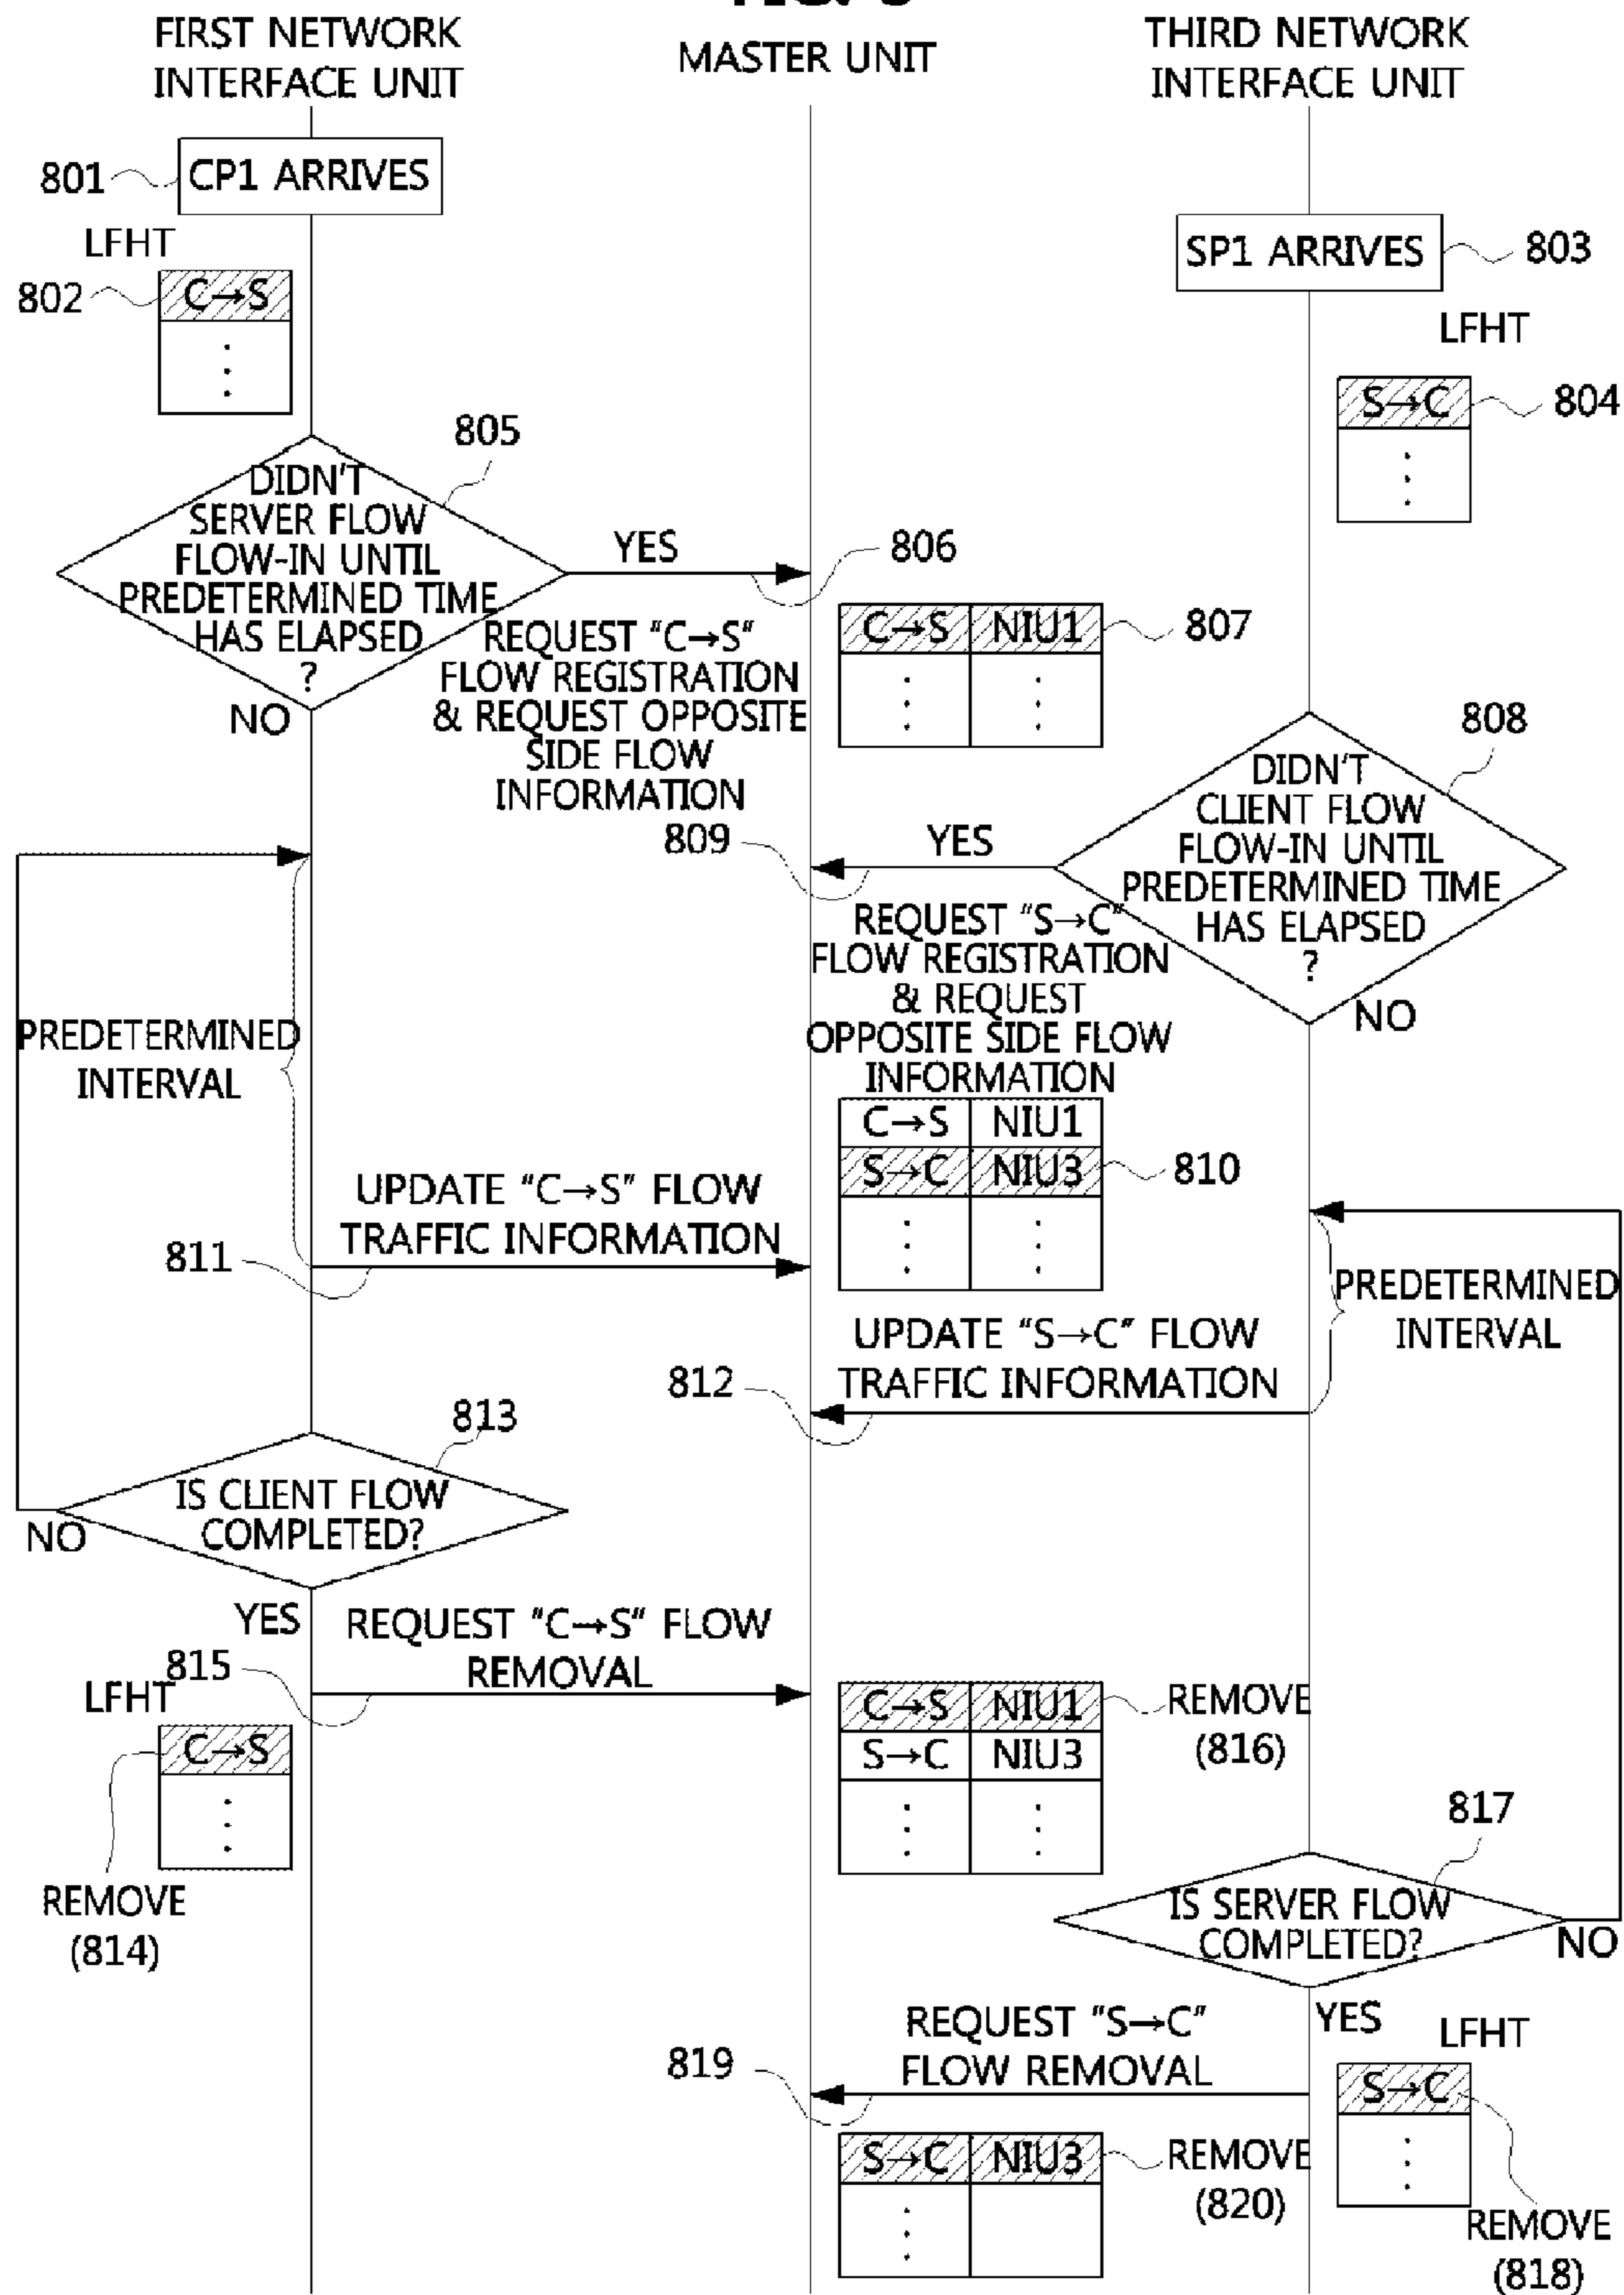 FIRST NETWORK
INTERFACE UNIT
MASTER UNIT
THIRD NETWORK
INTERFACE UNIT
801
CP1 ARRIVES
SP1 ARRIVES
803
LFHT
802
C→S
LFHT
S→C
804
805
DIDN'T
SERVER FLOW
FLOW-IN UNTIL
PREDETERMINED TIME
HAS ELAPSED
?
NO
YES
806
REQUEST "C→S"
FLOW REGISTRATION
& REQUEST OPPOSITE
SIDE FLOW
INFORMATION
C→S NIU1
807
808
DIDN'T
CLIENT FLOW
FLOW-IN UNTIL
PREDETERMINED TIME
HAS ELAPSED
?
NO
809
YES
REQUEST "S→C"
FLOW REGISTRATION
& REQUEST
OPPOSITE SIDE FLOW
INFORMATION
C→S NIU1
S→C NIU3
810
PREDETERMINED
INTERVAL
UPDATE "C→S" FLOW
TRAFFIC INFORMATION
811
PREDETERMINED
INTERVAL
UPDATE "S→C" FLOW
TRAFFIC INFORMATION
812
813
IS CLIENT FLOW
COMPLETED?
NO
YES
REQUEST "C→S" FLOW
REMOVAL
815
LFHT
C→S
REMOVE
(814)
C→S NIU1
S→C NIU3
REMOVE
(816)
817
IS SERVER FLOW
COMPLETED?
NO
YES
REQUEST "S→C"
FLOW REMOVAL
819
LFHT
S→C
REMOVE
(818)
S→C NIU3
REMOVE
(820)